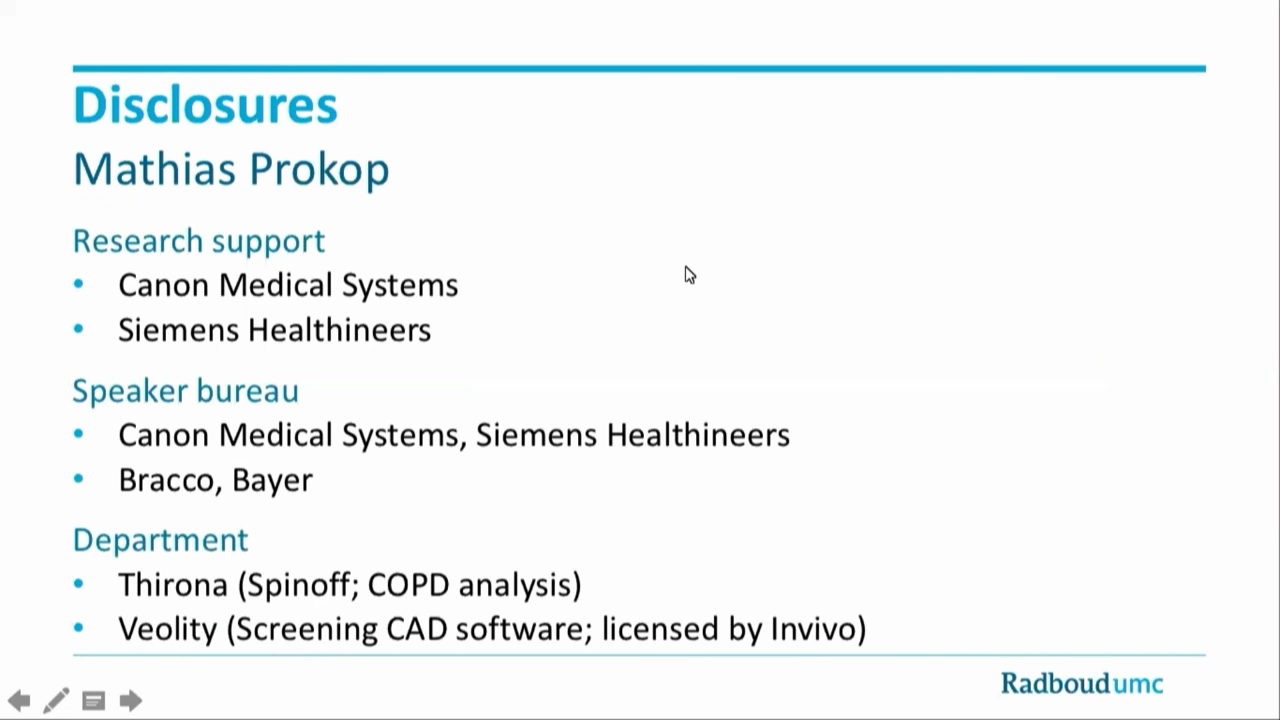 Disclosures
Mathias Prokop
Research support
• Canon Medical Systems
• Siemens Healthineers
Speaker bureau
• Canon Medical Systems, Siemens Healthineers
• Bracco, Bayer
Department
• Thirona (Spinoff; COPD analysis)
• Veolity (Screening CAD software; licensed by Invivo)
Radboudumc